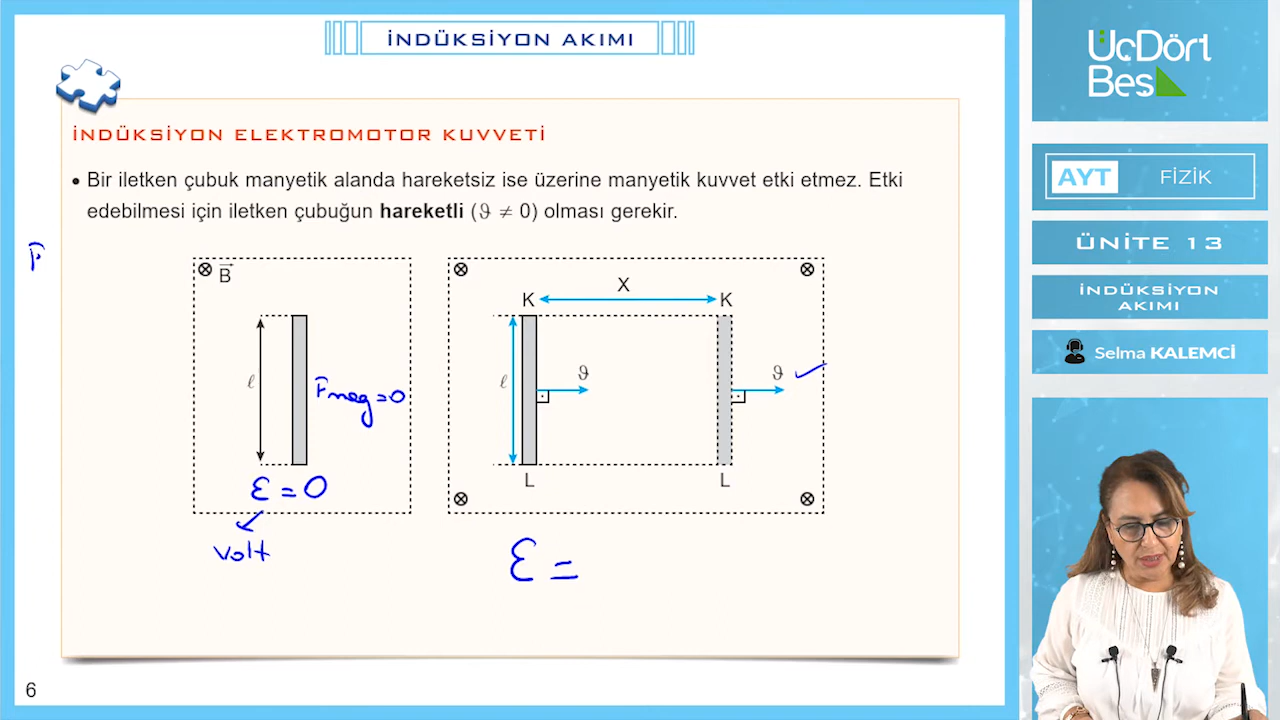 İNDÜKSİYON AKIMI
İNDÜKSİYON ELEKTROMOTOR KUVVETİ
• Bir iletken çubuk manyetik alanda hareketsiz ise üzerine manyetik kuvvet etki etmez. Etki
edebilmesi için iletken çubuğun hareketli (ϑ ≠ 0) olması gerekir.
F
⊗ B
ℓ
Fmag = 0
ε = 0
volt
X
K K
ℓ
ϑ ϑ
L L
ε =
6
ÜçDört
Beş
AYT FİZİK
ÜNİTE 13
İNDÜKSİYON
AKIMI
Selma KALEMCİ